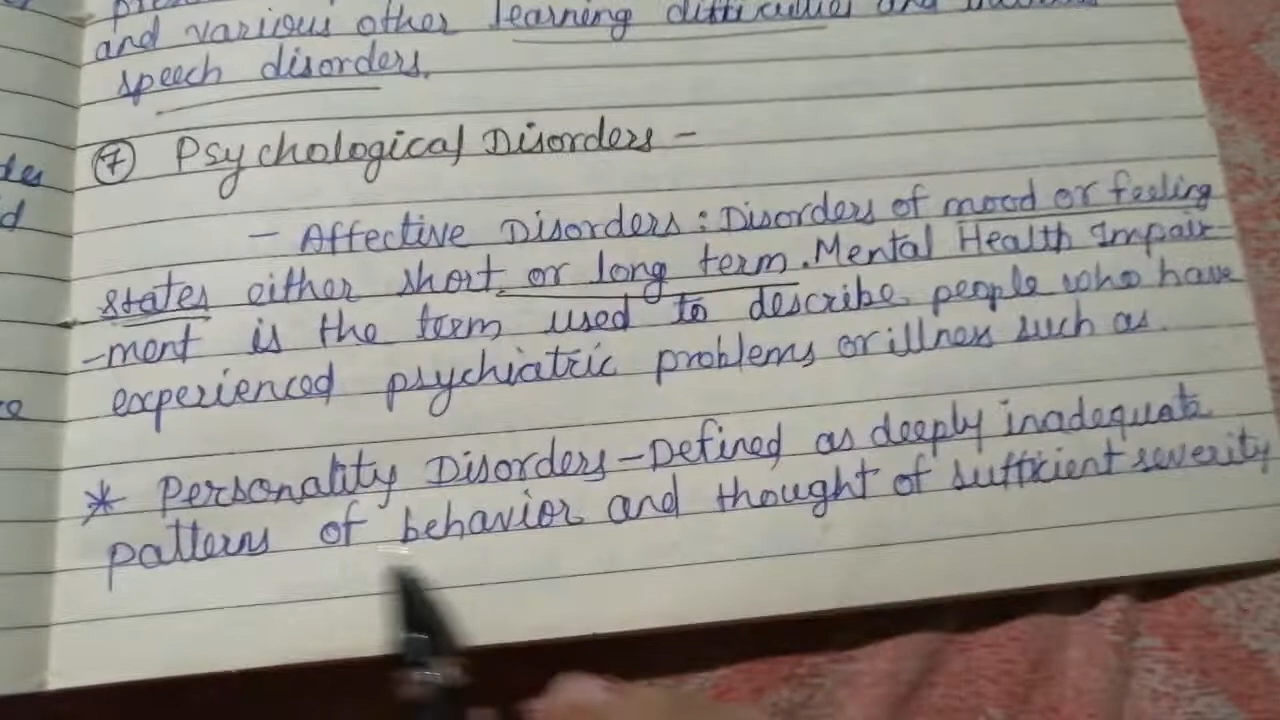 and various other learning difficulties and
speech disorders.
⑦ Psychological Disorders -
- Affective Disorders : Disorders of mood or feeling
states either short or long term. Mental Health Impair
-ment is the term used to describe people who have
experienced psychiatric problems or illness such as
* Personality Disorders - Defined as deeply inadequate
patterns of behavior and thought of sufficient severity